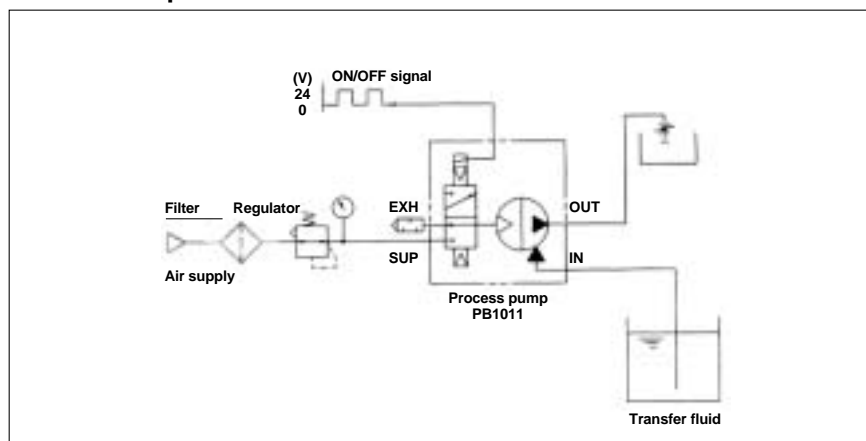 (V) ON/OFF signal
24
0
Filter Regulator EXH OUT
Air supply SUP IN
Process pump
PB1011
Transfer fluid